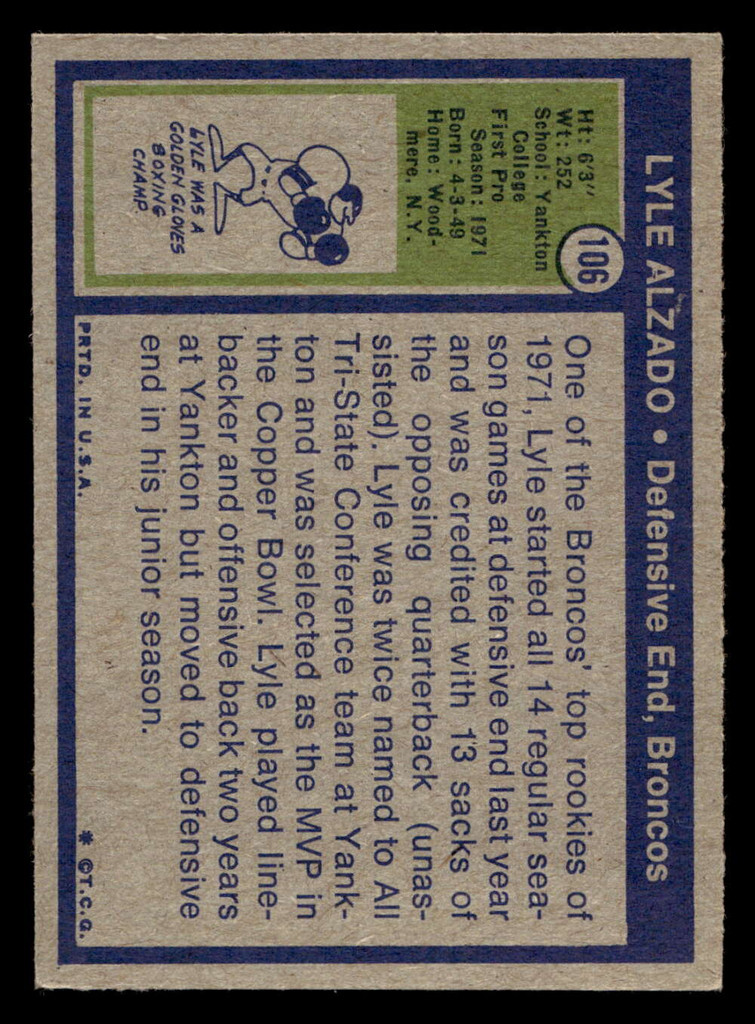 LYLE ALZADO • Defensive End, Broncos
106
Ht: 6'3"
Wt: 252
School: Yankton
College
First Pro
Season: 1971
Born: 4-3-49
Home: Wood-
mere, N.Y.
LYLE WAS A
GOLDEN GLOVES
BOXING
CHAMP.
One of the Broncos' top rookies of
1971, Lyle started all 14 regular sea-
son games at defensive end last year
and was credited with 13 sacks of
the opposing quarterback (unas-
sisted). Lyle was twice named to All
Tri-State Conference team at Yank-
ton and was selected as the MVP in
the Copper Bowl. Lyle played line-
backer and offensive back two years
at Yankton but moved to defensive
end in his junior season.
PRTD. IN U.S.A.
* ©T.C.G.